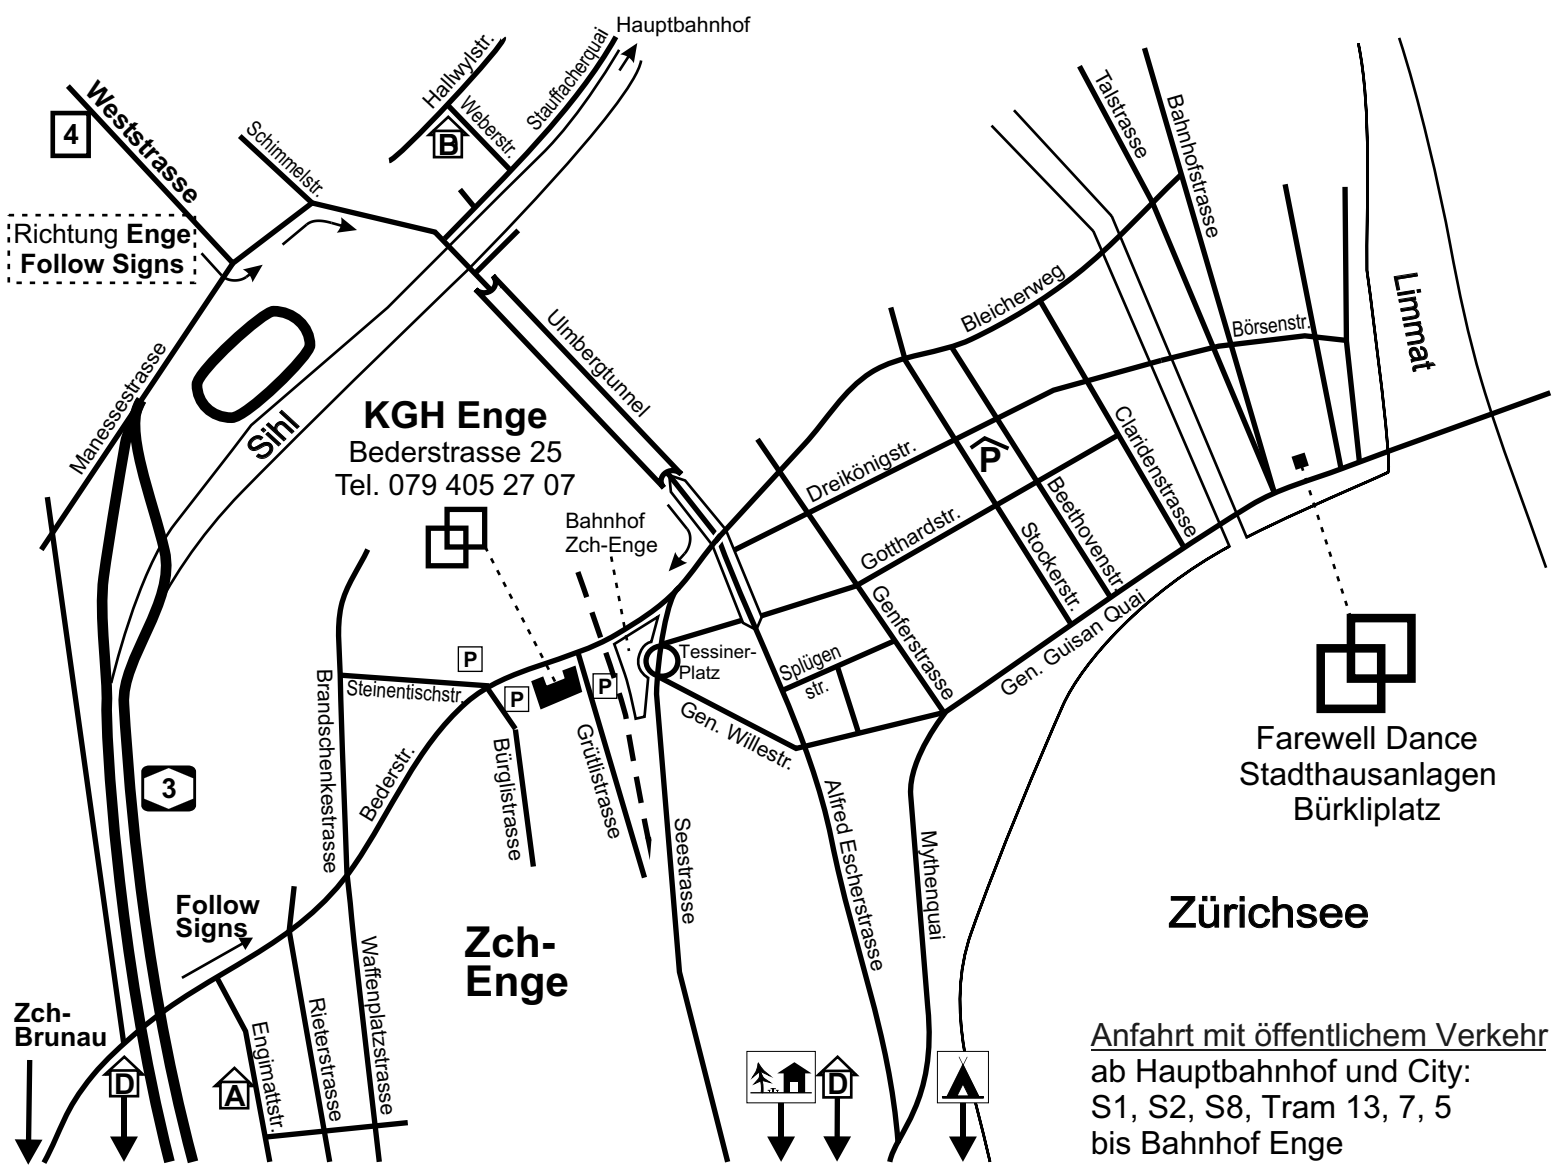 Hauptbahnhof
Hallwylstr.
Stauffacherquai
Weststrasse
4
Weberstr.
Schimmelstr.
B
Talstrasse
Bahnhofstrasse
Richtung Enge
Follow Signs
Bleicherweg
Limmat
Ulmbergtunnel
Börsenstr.
Manessestrasse
Sihl
KGH Enge
Bederstrasse 25
Tel. 079 405 27 07
Claridenstrasse
Dreikönigstr.
P
Beethovenstr.
Bahnhof
Zch-Enge
Gotthardstr.
Stockerstr.
Genferstrasse
Gen. Guisan Quai
P
Steinentischstr.
P
P
Tessiner-
Platz
Splügen
str.
Brandschenkestrasse
Gen. Willestr.
Grütlistrasse
Bürglistrasse
Bederstr.
3
Farewell Dance
Stadthausanlagen
Bürkliplatz
Alfred Escherstrasse
Seestrasse
Mythenquai
Follow
Signs
Zürichsee
Zch-
Enge
Waffenplatzstrasse
Rieterstrasse
Engimattstr.
Zch-
Brunau
D
A
D
Anfahrt mit öffentlichem Verkehr
ab Hauptbahnhof und City:
S1, S2, S8, Tram 13, 7, 5
bis Bahnhof Enge